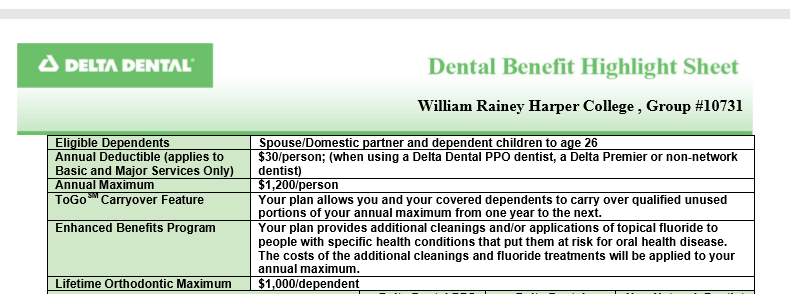 DELTA DENTAL®
Dental Benefit Highlight Sheet
William Rainey Harper College , Group #10731
Eligible Dependents Spouse/Domestic partner and dependent children to age 26
Annual Deductible (applies to $30/person; (when using a Delta Dental PPO dentist, a Delta Premier or non-network
Basic and Major Services Only) dentist)
Annual Maximum $1,200/person
ToGo℠ Carryover Feature Your plan allows you and your covered dependents to carry over qualified unused
portions of your annual maximum from one year to the next.
Enhanced Benefits Program Your plan provides additional cleanings and/or applications of topical fluoride to
people with specific health conditions that put them at risk for oral health disease.
The costs of the additional cleanings and fluoride treatments will be applied to your
annual maximum.
Lifetime Orthodontic Maximum $1,000/dependent